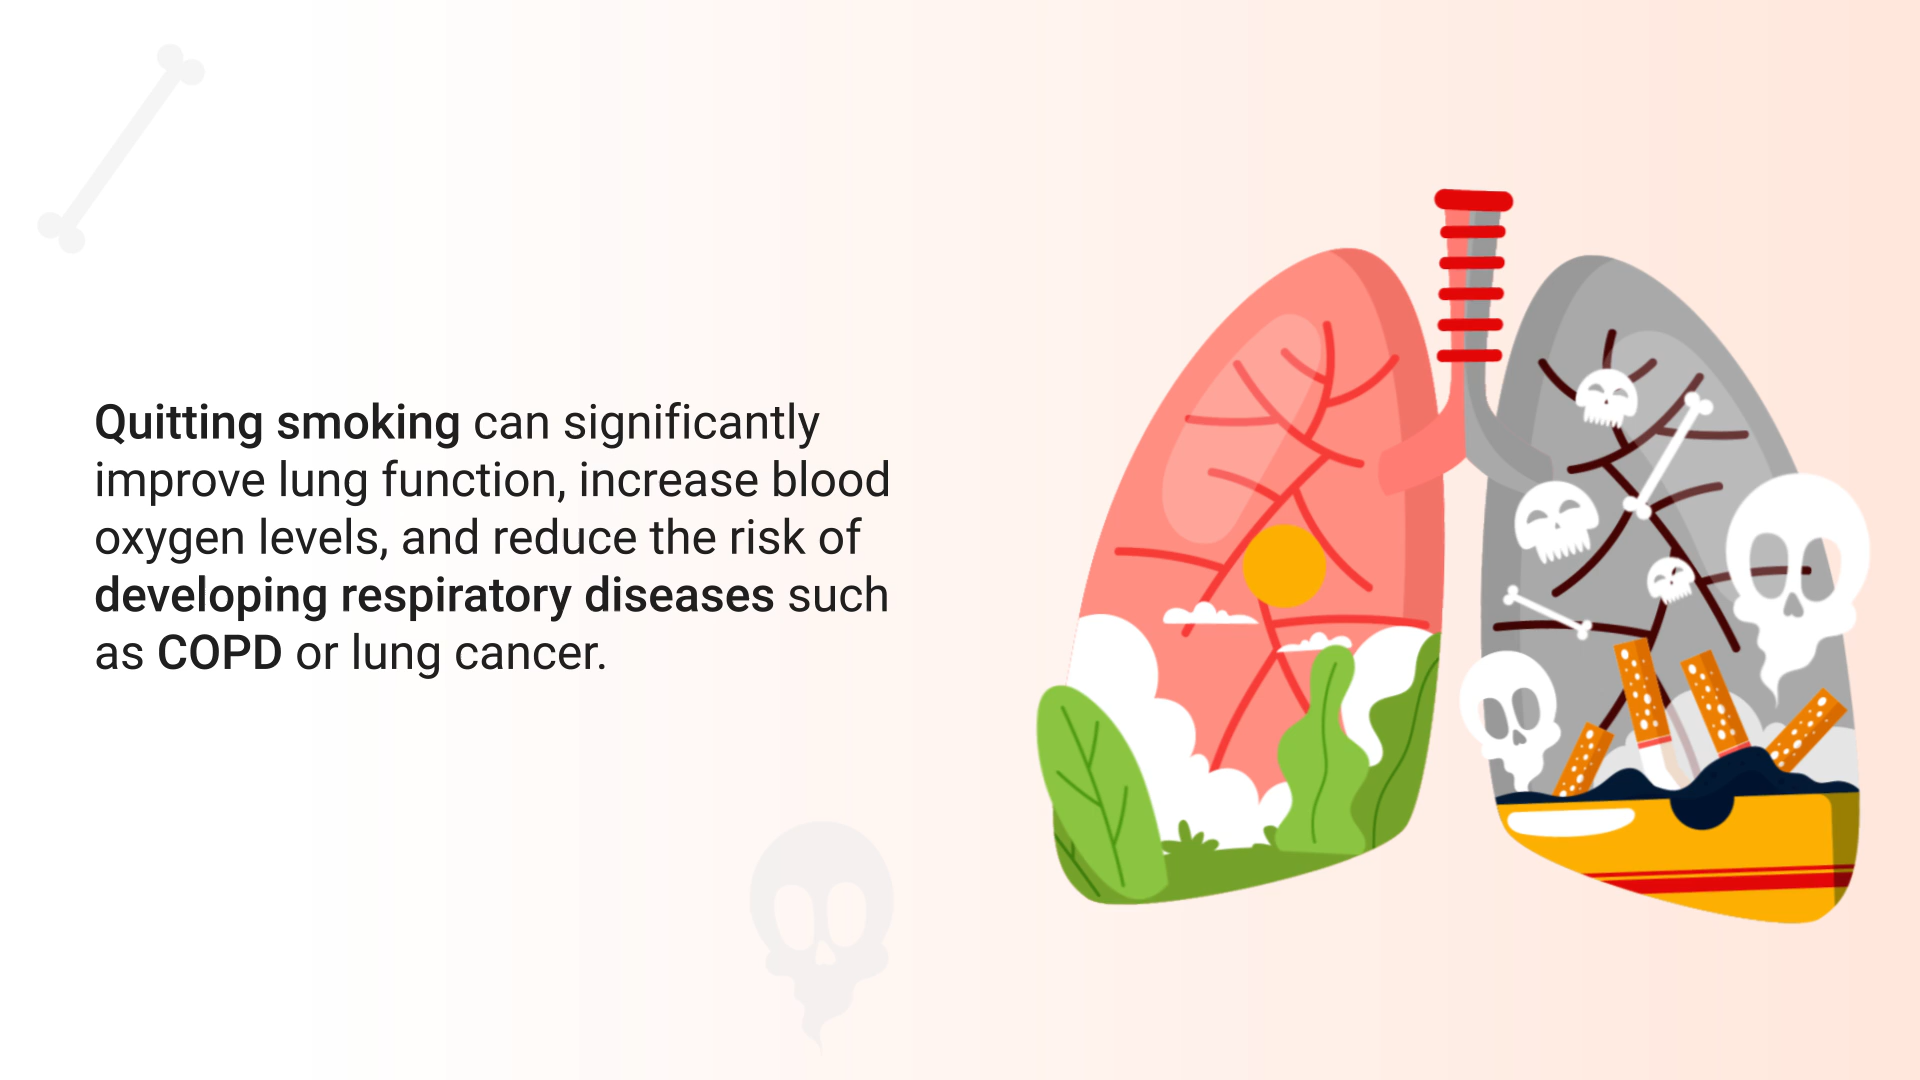 Quitting smoking can significantly
improve lung function, increase blood
oxygen levels, and reduce the risk of
developing respiratory diseases such
as COPD or lung cancer.